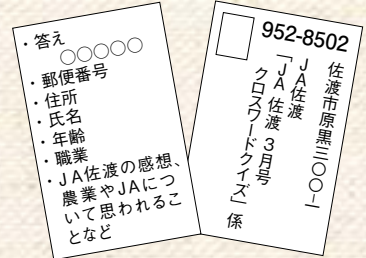 ・答え
○○○○○
・郵便番号
・住所
・氏名
・年齢
・職業
・JA佐渡の感想、
農業やJAにつ
いて思われるこ
となど
952-8502
佐渡市原黒三〇〇ー一
JA佐渡
「JA佐渡 3月号
クロスワードクイズ」係